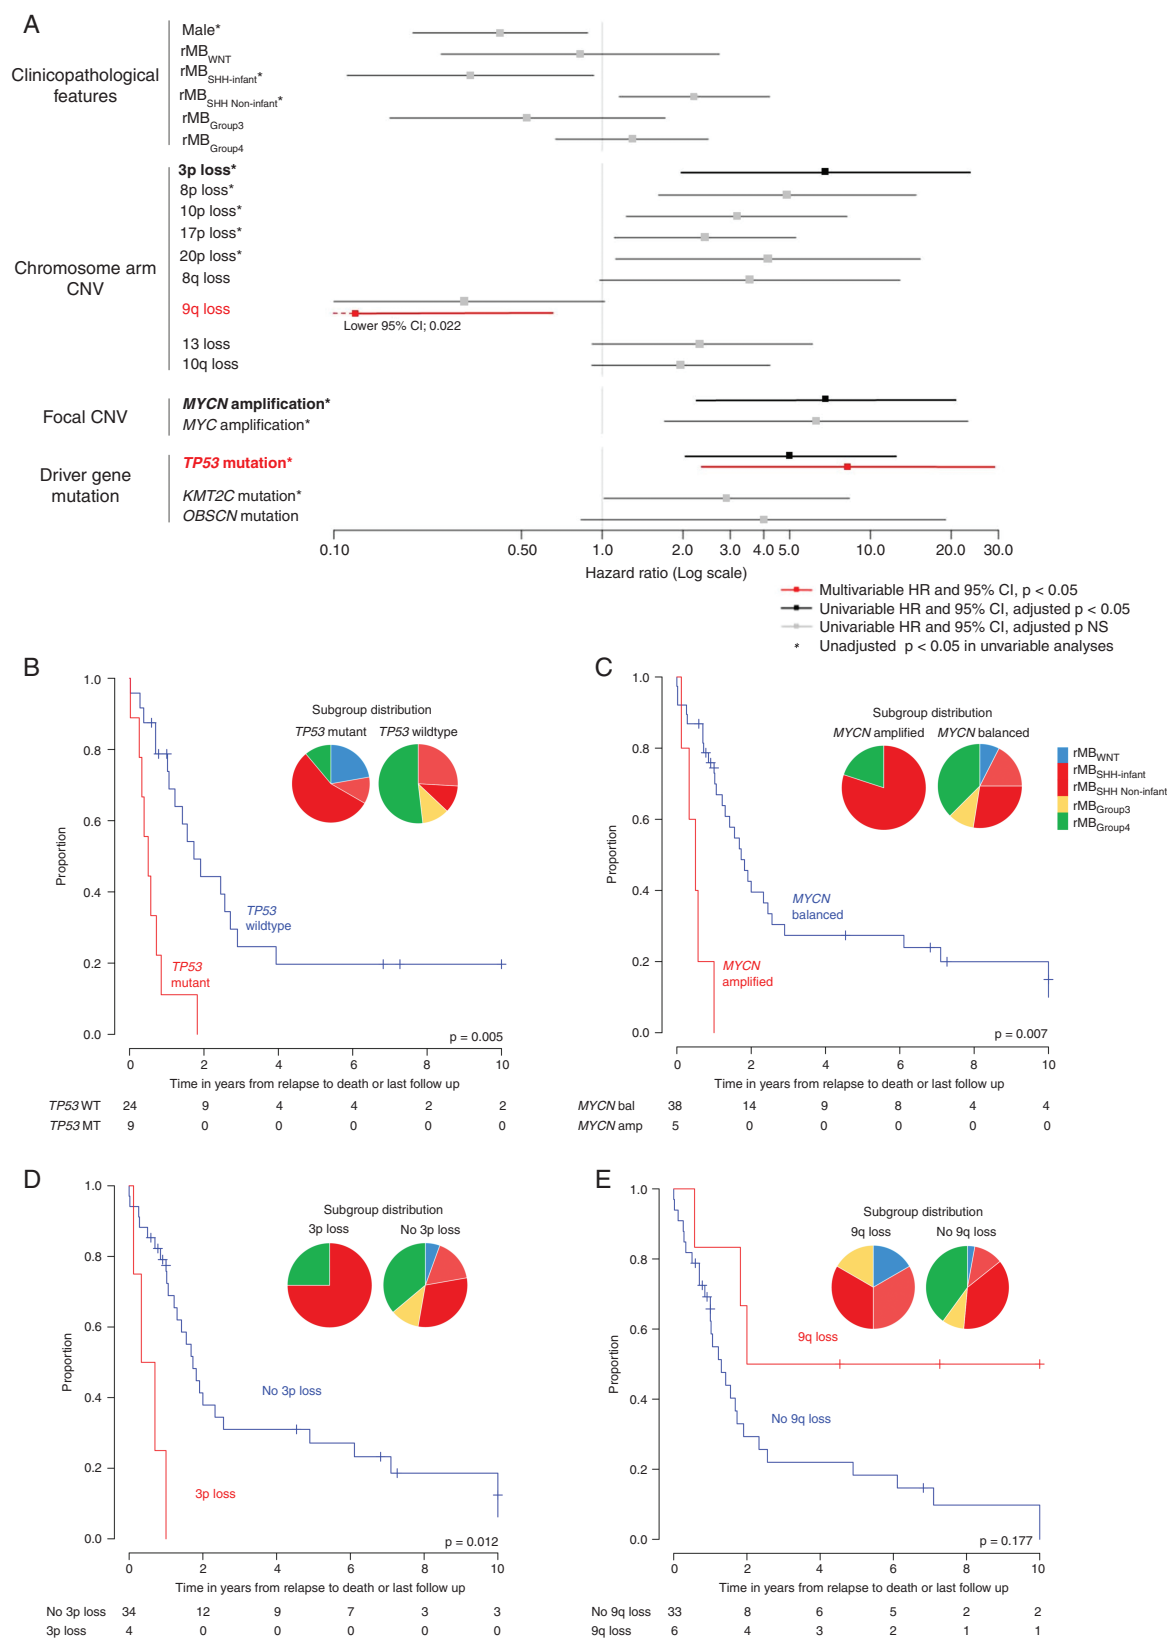 A
Clinicopathological
features
Male*
rMBWNT
rMBSHH-infant*
rMBSHH Non-infant*
rMBGroup3
rMBGroup4
Chromosome arm
CNV
3p loss*
8p loss*
10p loss*
17p loss*
20p loss*
8q loss
9q loss
Lower 95% CI; 0.022
13 loss
10q loss
Focal CNV
MYCN amplification*
MYC amplification*
Driver gene
mutation
TP53 mutation*
KMT2C mutation*
OBSCN mutation
0.10 0.50 1.0 2.0 3.0 4.0 5.0 10.0 20.0 30.0
Hazard ratio (Log scale)
Multivariable HR and 95% CI, p < 0.05
Univariable HR and 95% CI, adjusted p < 0.05
Univariable HR and 95% CI, adjusted p NS
* Unadjusted p < 0.05 in unvariable analyses
B
1.0
0.8
0.6
0.4
0.2
0.0
Proportion
Subgroup distribution
TP53 mutant TP53 wildtype
TP53
wildtype
TP53
mutant
p = 0.005
0 2 4 6 8 10
Time in years from relapse to death or last follow up
TP53 WT 24 9 4 4 2 2
TP53 MT 9 0 0 0 0 0
C
1.0
0.8
0.6
0.4
0.2
0.0
Proportion
Subgroup distribution
MYCN amplified MYCN balanced
rMBWNT
rMBSHH-infant
rMBSHH Non-infant
rMBGroup3
rMBGroup4
MYCN
balanced
MYCN
amplified
p = 0.007
0 2 4 6 8 10
Time in years from relapse to death or last follow up
MYCN bal 38 14 9 8 4 4
MYCN amp 5 0 0 0 0 0
D
1.0
0.8
0.6
0.4
0.2
0.0
Proportion
Subgroup distribution
3p loss No 3p loss
No 3p loss
3p loss
p = 0.012
0 2 4 6 8 10
Time in years from relapse to death or last follow up
No 3p loss 34 12 9 7 3 3
3p loss 4 0 0 0 0 0
E
1.0
0.8
0.6
0.4
0.2
0.0
Proportion
Subgroup distribution
9q loss No 9q loss
9q loss
No 9q loss
p = 0.177
0 2 4 6 8 10
Time in years from relapse to death or last follow up
No 9q loss 33 8 6 5 2 2
9q loss 6 4 3 2 1 1